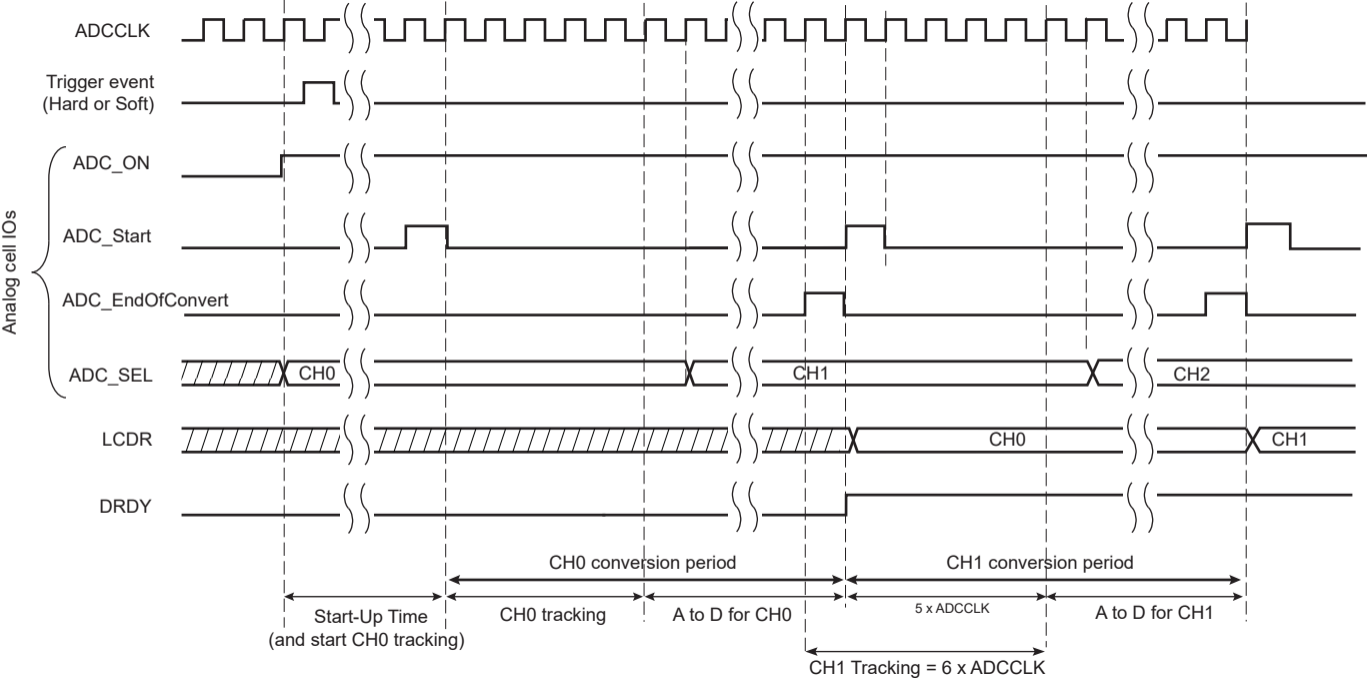 ADCCLK
Trigger event
(Hard or Soft)
Analog cell IOs
ADC_ON
ADC_Start
ADC_EndOfConvert
ADC_SEL
CH0
CH1
CH2
LCDR
CH0
CH1
DRDY
CH0 conversion period
CH1 conversion period
Start-Up Time
(and start CH0 tracking)
CH0 tracking
A to D for CH0
5 x ADCCLK
A to D for CH1
CH1 Tracking = 6 x ADCCLK